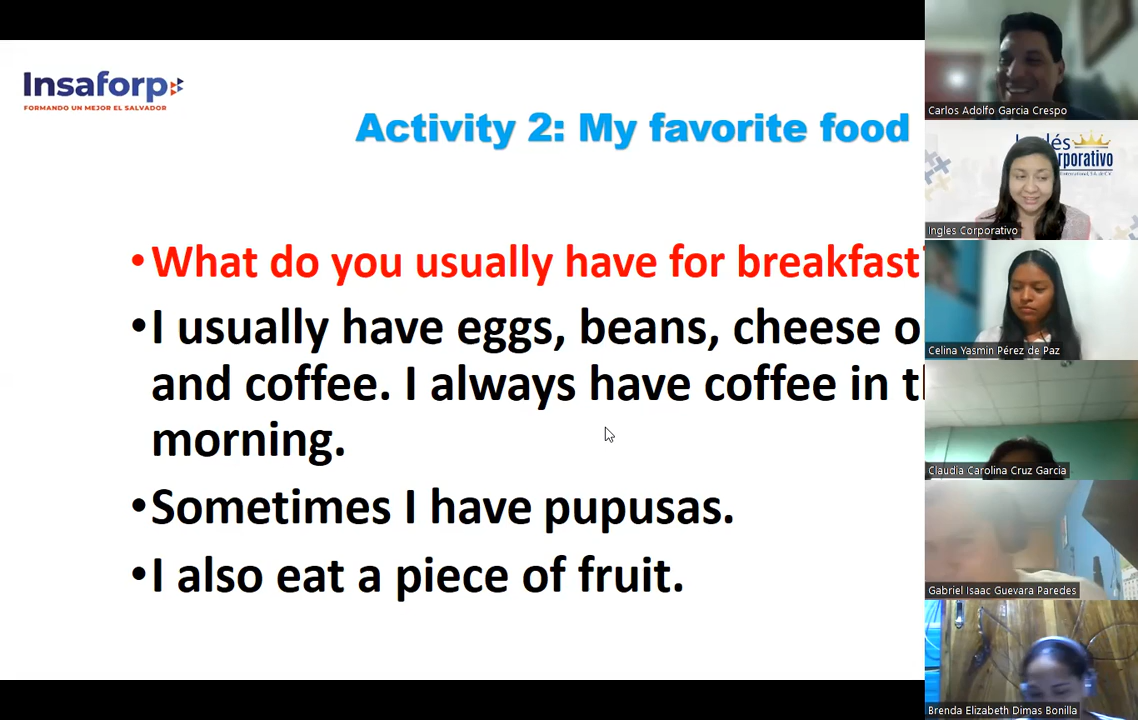 Insaforp
FORMANDO UN MEJOR EL SALVADOR
Activity 2: My favorite food
• What do you usually have for breakfast
• I usually have eggs, beans, cheese
and coffee. I always have coffee in
morning.
• Sometimes I have pupusas.
• I also eat a piece of fruit.
Carlos Adolfo Garcia Crespo
Inglés
Corporativo
Ingles Corporativo
Celina Yasmin Pérez de Paz
Claudia Carolina Cruz Garcia
Gabriel Isaac Guevara Paredes
Brenda Elizabeth Dimas Bonilla